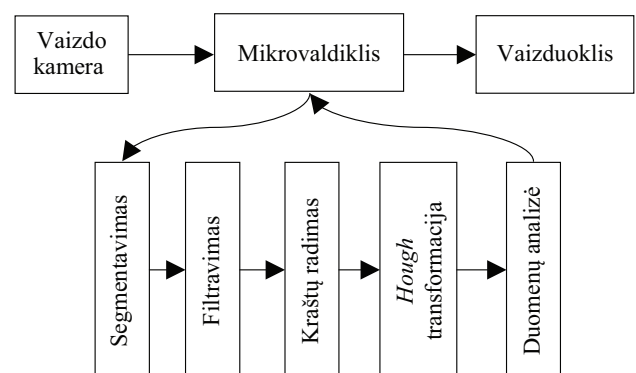 Vaizdo
kamera
Mikrovaldiklis
Vaizduoklis
Segmentavimas
Filtravimas
Kraštų radimas
Hough
transformacija
Duomenų analizė